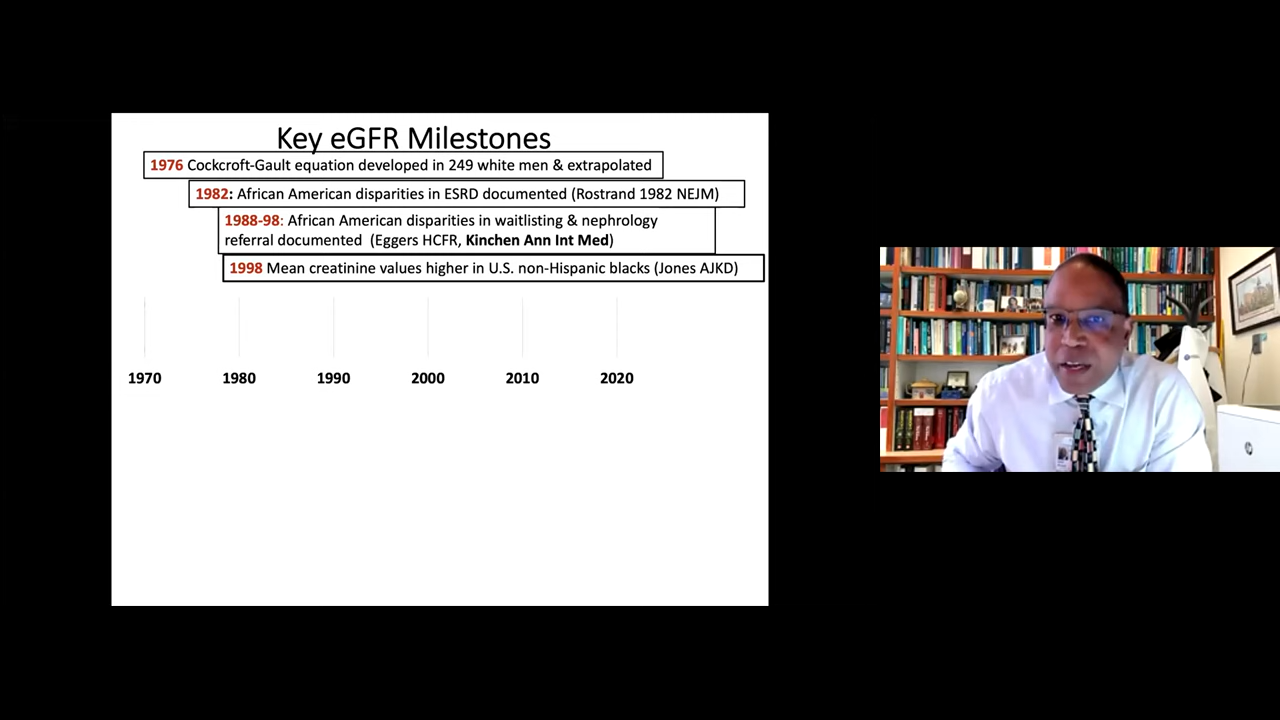 Key eGFR Milestones
1976 Cockcroft-Gault equation developed in 249 white men & extrapolated
1982: African American disparities in ESRD documented (Rostrand 1982 NEJM)
1988-98: African American disparities in waitlisting & nephrology
referral documented (Eggers HCFR, Kinchen Ann Int Med)
1998 Mean creatinine values higher in U.S. non-Hispanic blacks (Jones AJKD)
1970 1980 1990 2000 2010 2020
hp